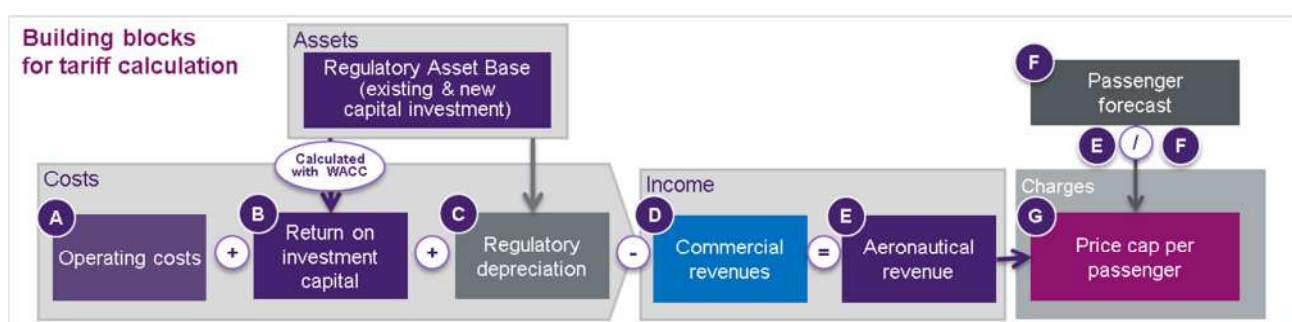 Building blocks
for tariff calculation
Assets
Regulatory Asset Base
(existing & new
capital investment)
F
Passenger
forecast
E / F
Calculated
with WACC
Costs
A
Operating costs
+
B
Return on
investment
capital
+
C
Regulatory
depreciation
-
Income
D
Commercial
revenues
=
E
Aeronautical
revenue
Charges
G
Price cap per
passenger